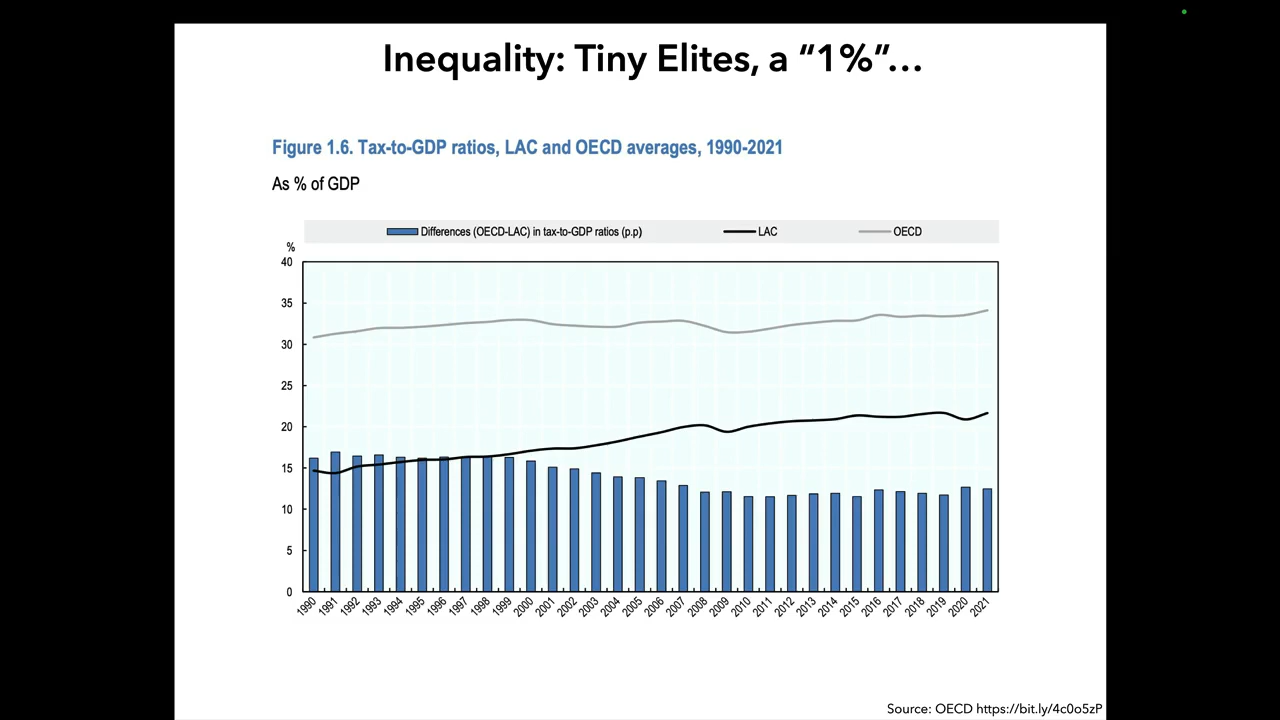 Inequality: Tiny Elites, a “1%”…
Figure 1.6. Tax-to-GDP ratios, LAC and OECD averages, 1990-2021
As % of GDP
Differences (OECD-LAC) in tax-to-GDP ratios (p.p) LAC OECD
%
40
35
30
25
20
15
10
5
0
1990 1991 1992 1993 1994 1995 1996 1997 1998 1999 2000 2001 2002 2003 2004 2005 2006 2007 2008 2009 2010 2011 2012 2013 2014 2015 2016 2017 2018 2019 2020 2021
Source: OECD https://bit.ly/4c0o5zP